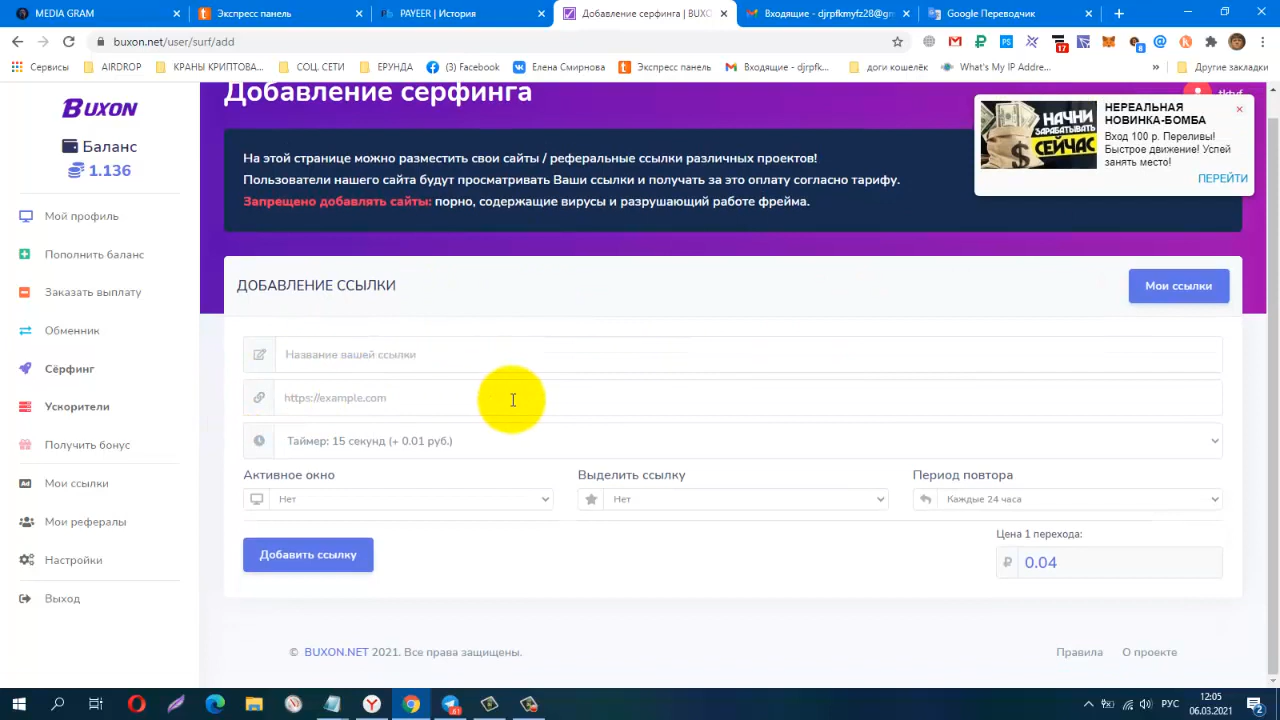 MEDIA GRAM
Экспресс панель
PAYEER | История
Добавление серфинга | BUXO
Входящие - djrpfkmyfz28@gm
Google Переводчик
buxon.net/user/surf/add
17
8
Сервисы
AIRDROP
КРАНЫ КРИПТОВА...
СОЦ. СЕТИ
ЕРУНДА
(3) Facebook
Елена Смирнова
Экспресс панель
Входящие - djrpfk...
доги кошелёк
What's My IP Addre...
»
Другие закладки
BUXON
Баланс
1.136
Мой профиль
Пополнить баланс
Заказать выплату
Обменник
Сёрфинг
Ускорители
Получить бонус
Мои ссылки
Мои рефералы
Настройки
Выход
Добавление серфинга
tktyf
НАЧНИ
ЗАРАБАТЫВАТЬ
СЕЙЧАС
НЕРЕАЛЬНАЯ
НОВИНКА-БОМБА
Вход 100 р. Переливы!
Быстрое движение! Успей
занять место!
ПЕРЕЙТИ
На этой странице можно разместить свои сайты / реферальные ссылки различных проектов!
Пользователи нашего сайта будут просматривать Ваши ссылки и получать за это оплату согласно тарифу.
Запрещено добавлять сайты: порно, содержащие вирусы и разрушающий работе фрейма.
ДОБАВЛЕНИЕ ССЫЛКИ
Мои ссылки
Название вашей ссылки
https://example.com
Таймер: 15 секунд (+ 0.01 руб.)
Активное окно
Выделить ссылку
Период повтора
Нет
Нет
Каждые 24 часа
Цена 1 перехода:
Добавить ссылку
₽ 0.04
© BUXON.NET 2021. Все права защищены.
Правила
О проекте
РУС
12:05
06.03.2021
2